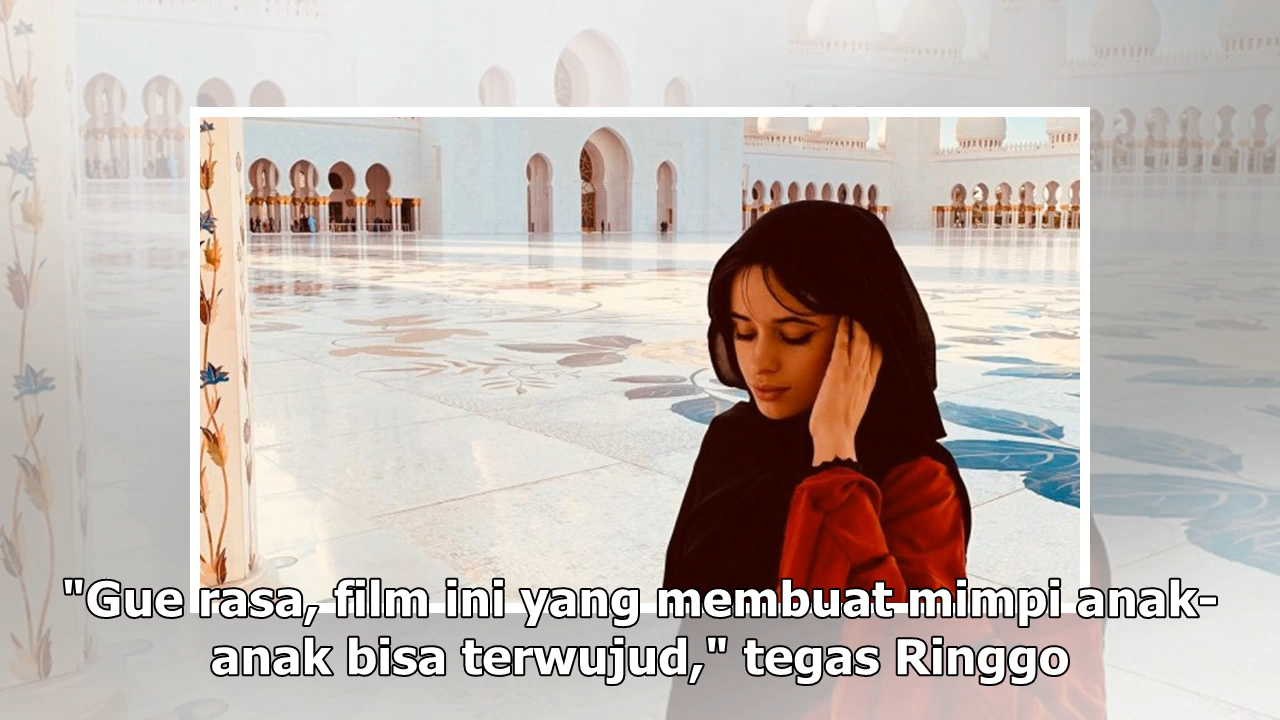 "Gue rasa, film ini yang membuat mimpi anak-
anak bisa terwujud," tegas Ringgo